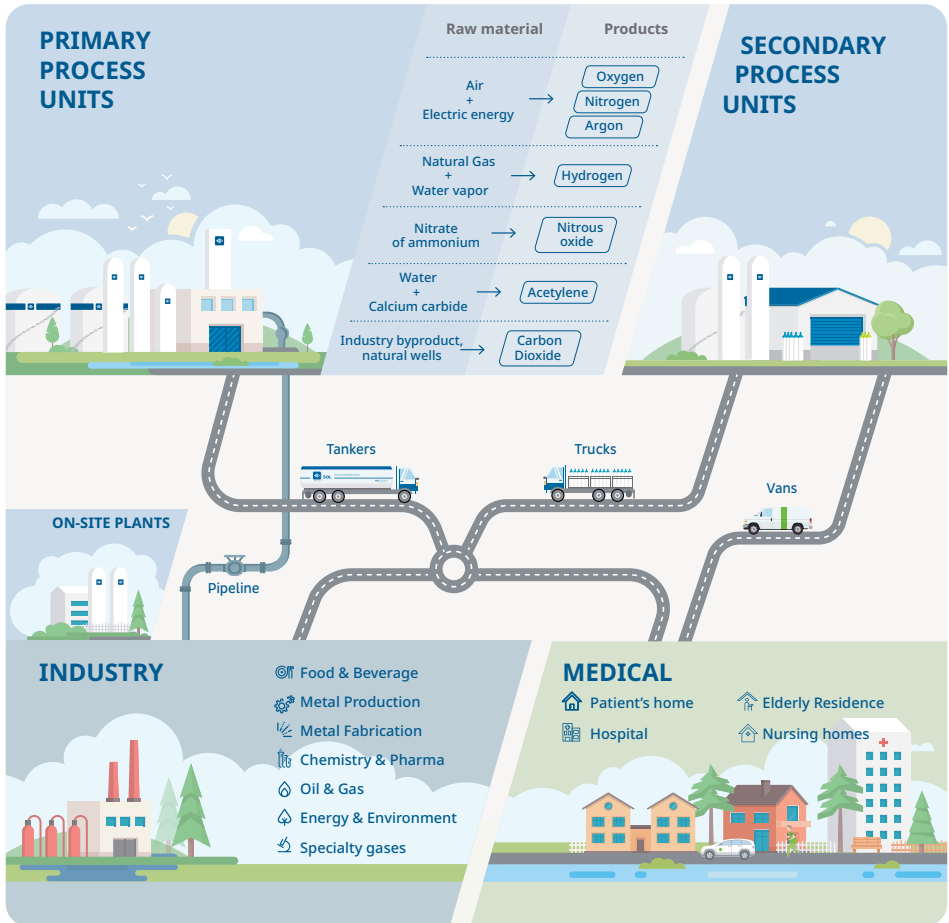 PRIMARY
PROCESS
UNITS
Raw material
Products
Air
+
Electric energy
Oxygen
Nitrogen
Argon
Natural Gas
+
Water vapor
Hydrogen
Nitrate
of ammonium
Nitrous
oxide
Water
+
Calcium carbide
Acetylene
Industry byproduct,
natural wells
Carbon
Dioxide
SECONDARY
PROCESS
UNITS
Tankers
SOL
Trucks
Vans
ON-SITE PLANTS
Pipeline
INDUSTRY
Food & Beverage
Metal Production
Metal Fabrication
Chemistry & Pharma
Oil & Gas
Energy & Environment
Specialty gases
MEDICAL
Patient's home
Hospital
Elderly Residence
Nursing homes